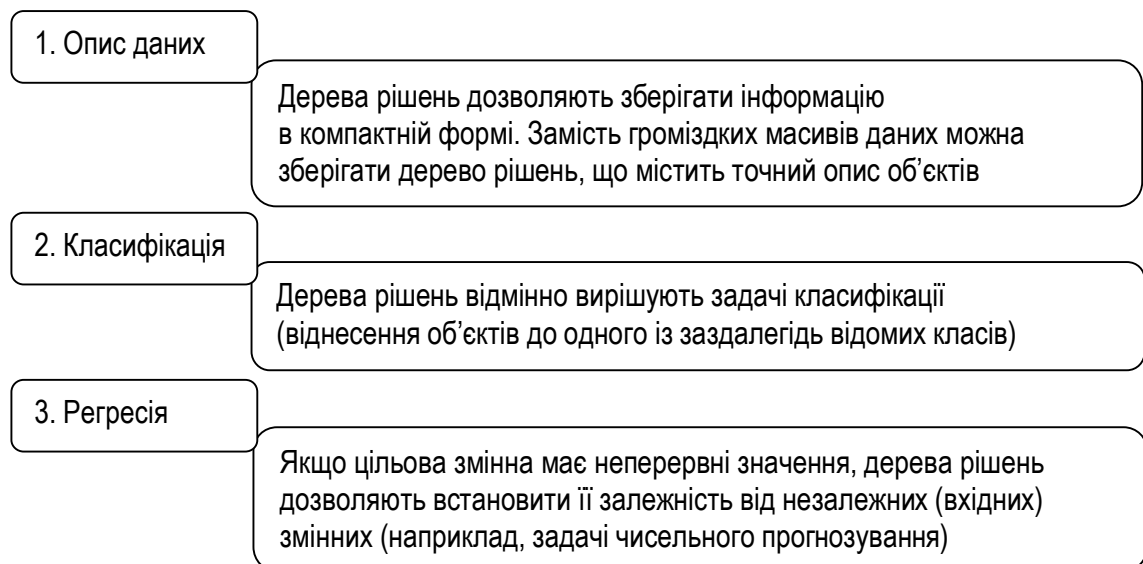 1. Опис даних
Дерева рішень дозволяють зберігати інформацію
в компактній формі. Замість громіздких масивів даних можна
зберігати дерево рішень, що містить точний опис об’єктів
2. Класифікація
Дерева рішень відмінно вирішують задачі класифікації
(віднесення об’єктів до одного із заздалегідь відомих класів)
3. Регресія
Якщо цільова змінна має неперервні значення, дерева рішень
дозволяють встановити її залежність від незалежних (вхідних)
змінних (наприклад, задачі чисельного прогнозування)